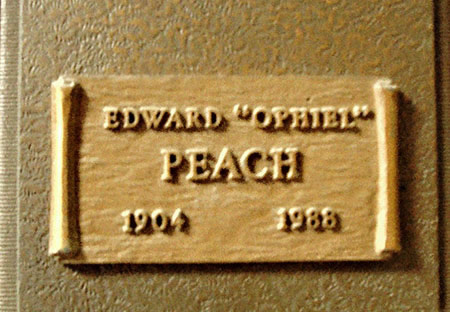 EDWARD "OPHIEL"
PEACH
1904 1988